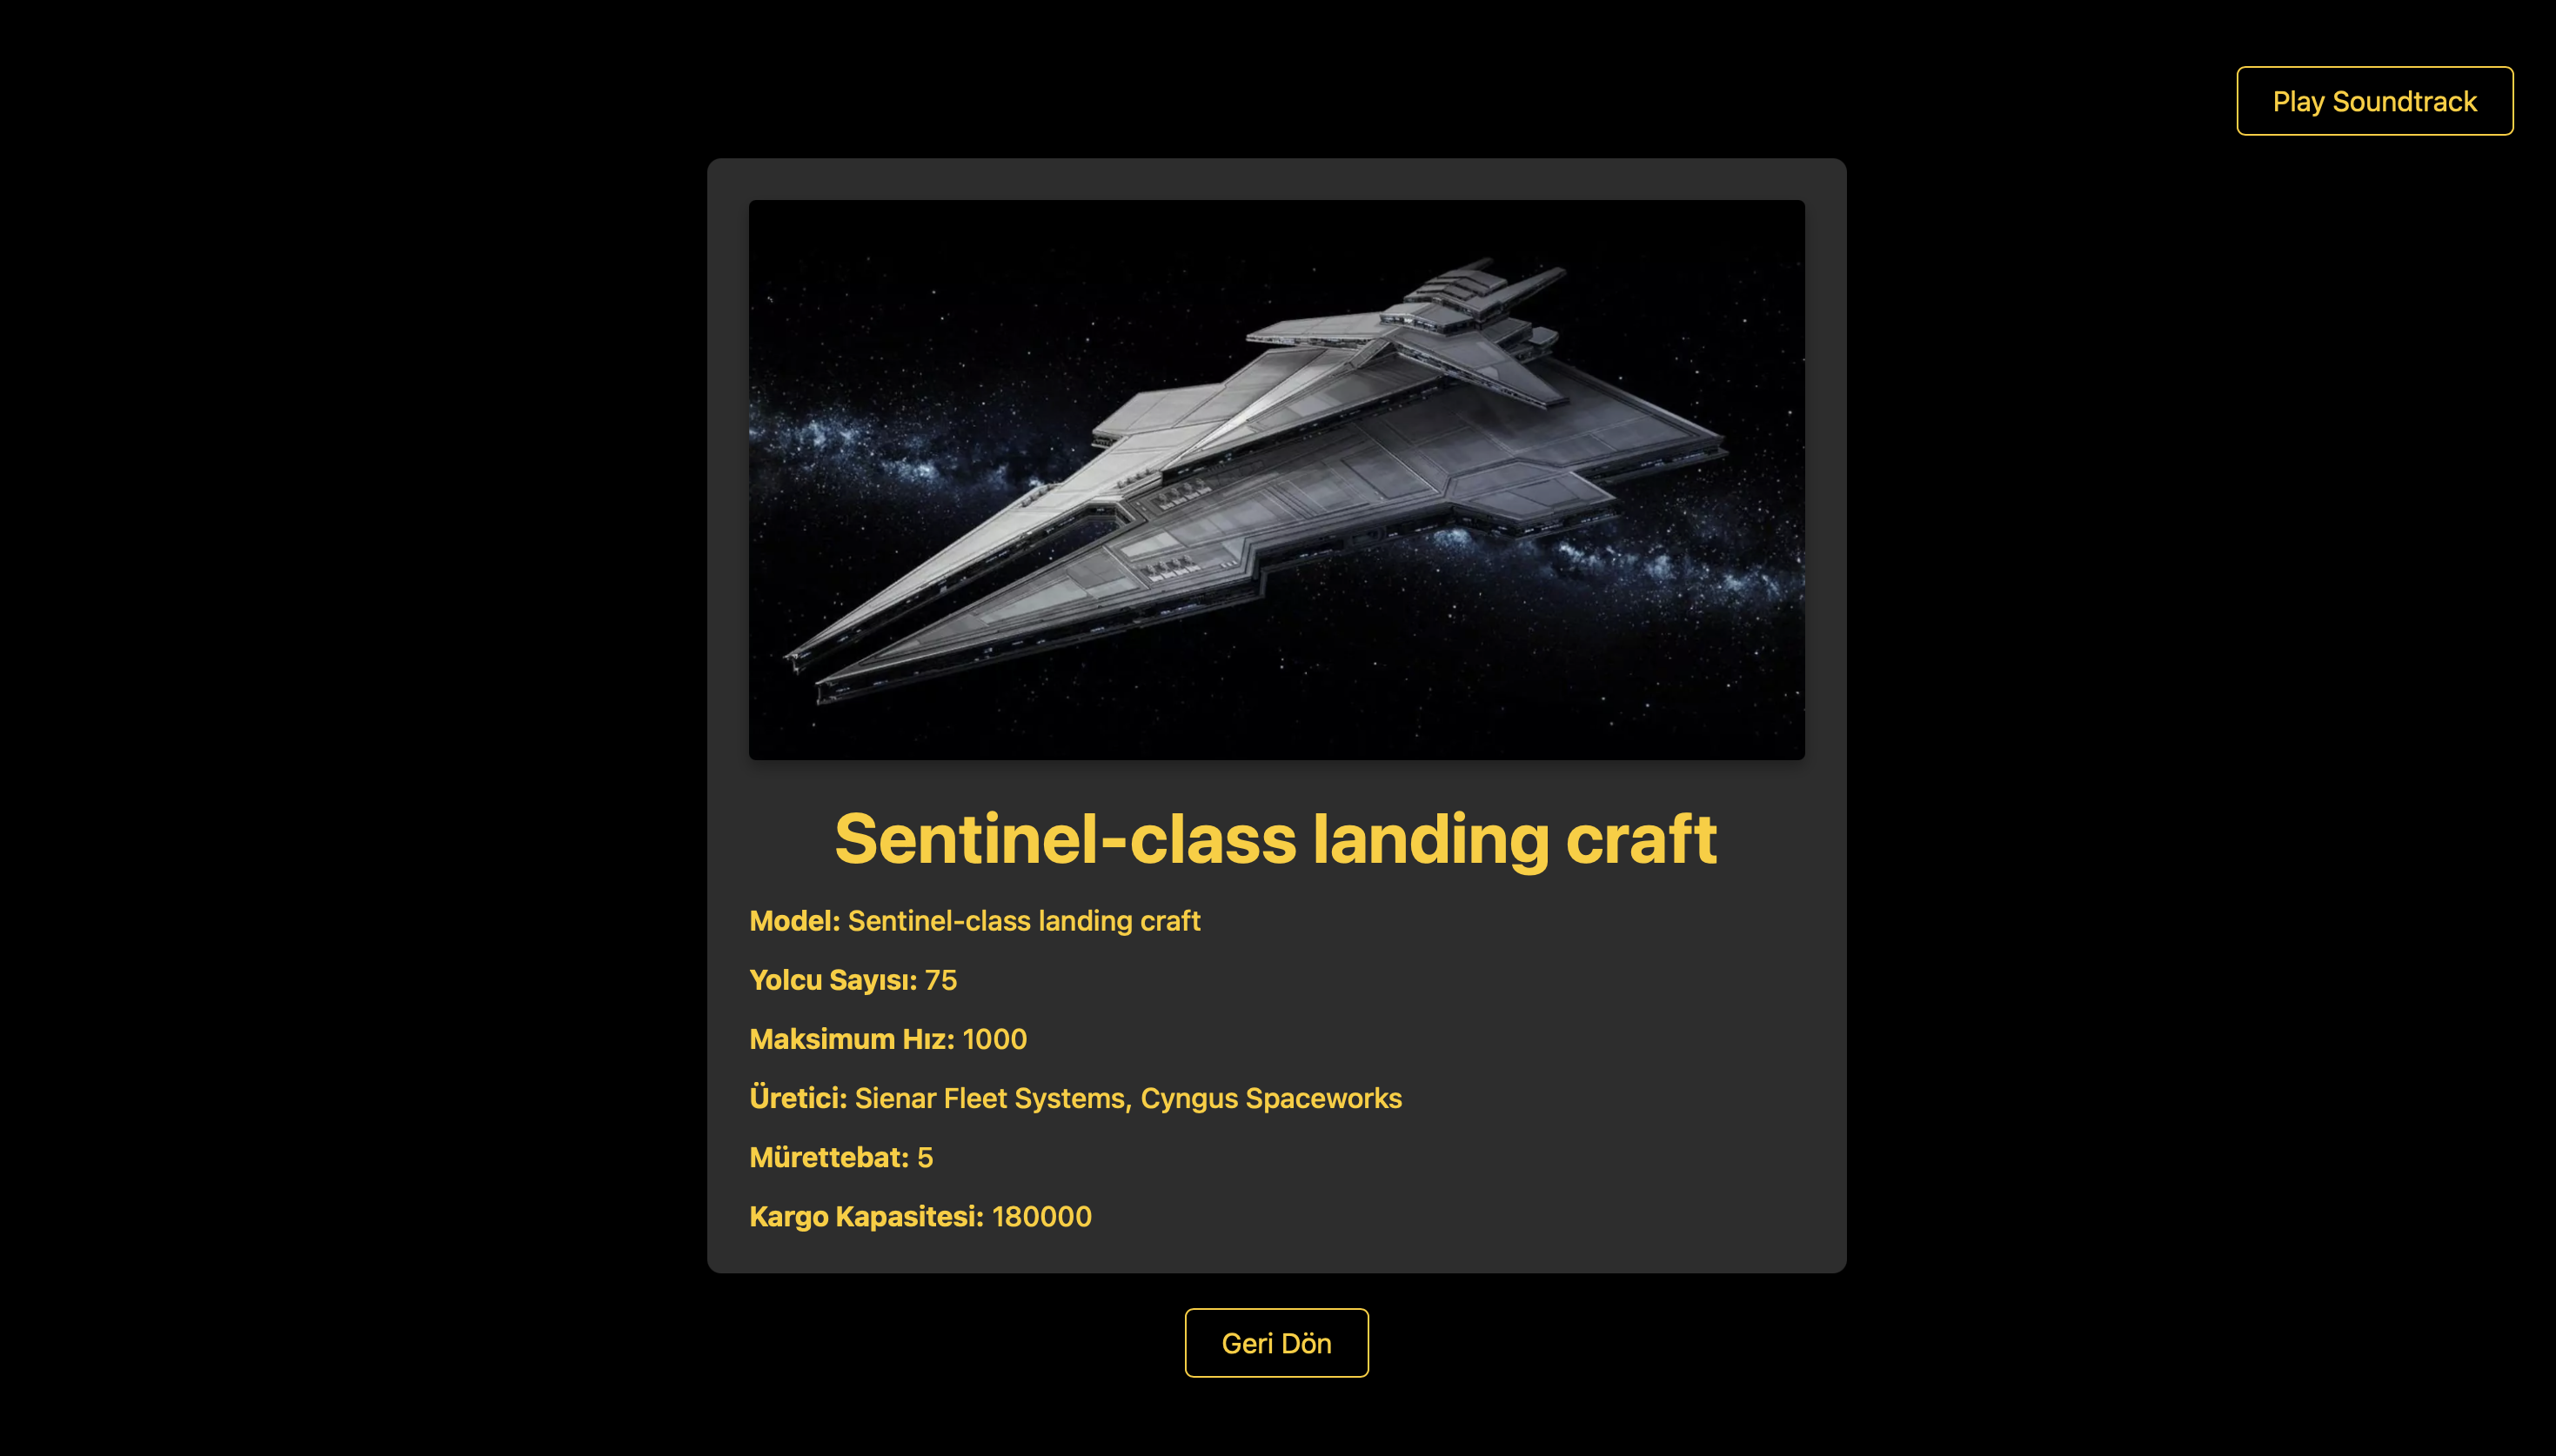 Play Soundtrack
Sentinel-class landing craft
Model: Sentinel-class landing craft
Yolcu Sayısı: 75
Maksimum Hız: 1000
Üretici: Sienar Fleet Systems, Cyngus Spaceworks
Mürettebat: 5
Kargo Kapasitesi: 180000
Geri Dön